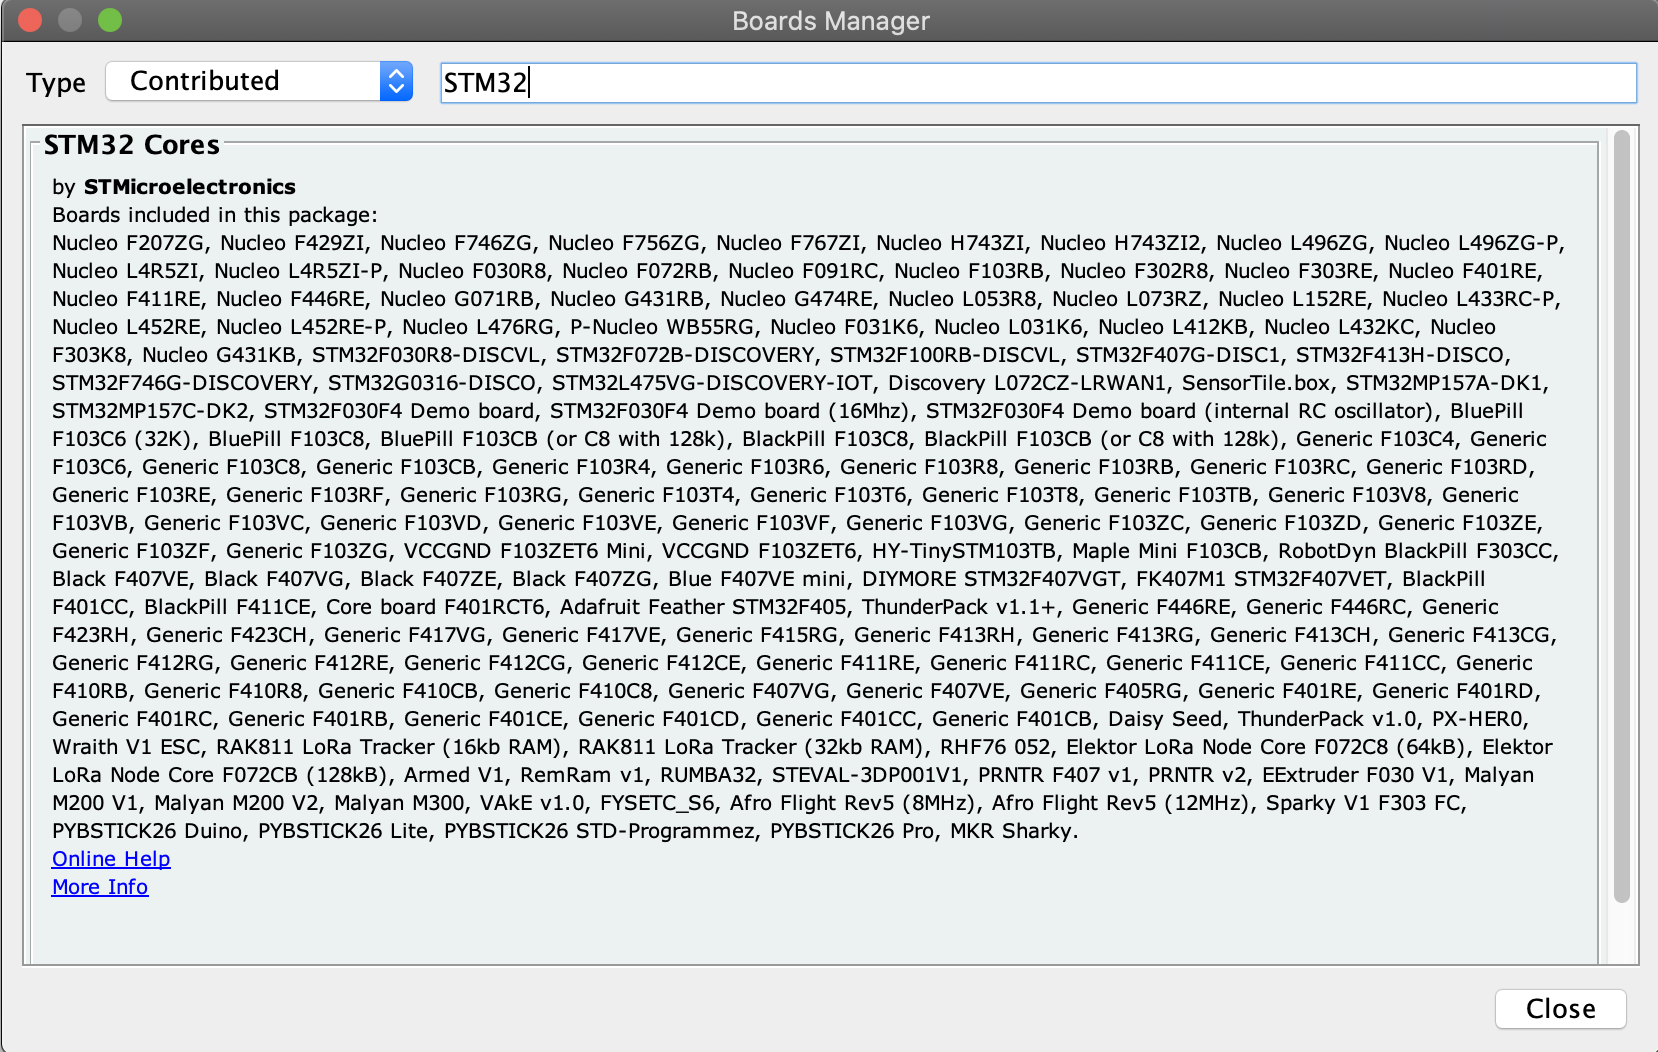 Boards Manager
Type Contributed STM32
STM32 Cores
by STMicroelectronics
Boards included in this package:
Nucleo F207ZG, Nucleo F429ZI, Nucleo F746ZG, Nucleo F756ZG, Nucleo F767ZI, Nucleo H743ZI, Nucleo H743ZI2, Nucleo L496ZG, Nucleo L496ZG-P,
Nucleo L4R5ZI, Nucleo L4R5ZI-P, Nucleo F030R8, Nucleo F072RB, Nucleo F091RC, Nucleo F103RB, Nucleo F302R8, Nucleo F303RE, Nucleo F401RE,
Nucleo F411RE, Nucleo F446RE, Nucleo G071RB, Nucleo G431RB, Nucleo G474RE, Nucleo L053R8, Nucleo L073RZ, Nucleo L152RE, Nucleo L433RC-P,
Nucleo L452RE, Nucleo L452RE-P, Nucleo L476RG, P-Nucleo WB55RG, Nucleo F031K6, Nucleo L031K6, Nucleo L412KB, Nucleo L432KC, Nucleo
F303K8, Nucleo G431KB, STM32F030R8-DISCVL, STM32F072B-DISCOVERY, STM32F100RB-DISCVL, STM32F407G-DISC1, STM32F413H-DISCO,
STM32F746G-DISCOVERY, STM32G0316-DISCO, STM32L475VG-DISCOVERY-IOT, Discovery L072CZ-LRWAN1, SensorTile.box, STM32MP157A-DK1,
STM32MP157C-DK2, STM32F030F4 Demo board, STM32F030F4 Demo board (16Mhz), STM32F030F4 Demo board (internal RC oscillator), BluePill
F103C6 (32K), BluePill F103C8, BluePill F103CB (or C8 with 128k), BlackPill F103C8, BlackPill F103CB (or C8 with 128k), Generic F103C4, Generic
F103C6, Generic F103C8, Generic F103CB, Generic F103R4, Generic F103R6, Generic F103R8, Generic F103RB, Generic F103RC, Generic F103RD,
Generic F103RE, Generic F103RF, Generic F103RG, Generic F103T4, Generic F103T6, Generic F103T8, Generic F103TB, Generic F103V8, Generic
F103VB, Generic F103VC, Generic F103VD, Generic F103VE, Generic F103VF, Generic F103VG, Generic F103ZC, Generic F103ZD, Generic F103ZE,
Generic F103ZF, Generic F103ZG, VCCGND F103ZET6 Mini, VCCGND F103ZET6, HY-TinySTM103TB, Maple Mini F103CB, RobotDyn BlackPill F303CC,
Black F407VE, Black F407VG, Black F407ZE, Black F407ZG, Blue F407VE mini, DIYMORE STM32F407VGT, FK407M1 STM32F407VET, BlackPill
F401CC, BlackPill F411CE, Core board F401RCT6, Adafruit Feather STM32F405, ThunderPack v1.1+, Generic F446RE, Generic F446RC, Generic
F423RH, Generic F423CH, Generic F417VG, Generic F417VE, Generic F415RG, Generic F413RH, Generic F413RG, Generic F413CH, Generic F413CG,
Generic F412RG, Generic F412RE, Generic F412CG, Generic F412CE, Generic F411RE, Generic F411RC, Generic F411CE, Generic F411CC, Generic
F410RB, Generic F410R8, Generic F410CB, Generic F410C8, Generic F407VG, Generic F407VE, Generic F405RG, Generic F401RE, Generic F401RD,
Generic F401RC, Generic F401RB, Generic F401CE, Generic F401CD, Generic F401CC, Generic F401CB, Daisy Seed, ThunderPack v1.0, PX-HER0,
Wraith V1 ESC, RAK811 LoRa Tracker (16kb RAM), RAK811 LoRa Tracker (32kb RAM), RHF76 052, Elektor LoRa Node Core F072C8 (64kB), Elektor
LoRa Node Core F072CB (128kB), Armed V1, RemRam v1, RUMBA32, STEVAL-3DP001V1, PRNTR F407 v1, PRNTR v2, EExtruder F030 V1, Malyan
M200 V1, Malyan M200 V2, Malyan M300, VAkE v1.0, FYSETC_S6, Afro Flight Rev5 (8MHz), Afro Flight Rev5 (12MHz), Sparky V1 F303 FC,
PYBSTICK26 Duino, PYBSTICK26 Lite, PYBSTICK26 STD-Programmez, PYBSTICK26 Pro, MKR Sharky.
Online Help
More Info
Close